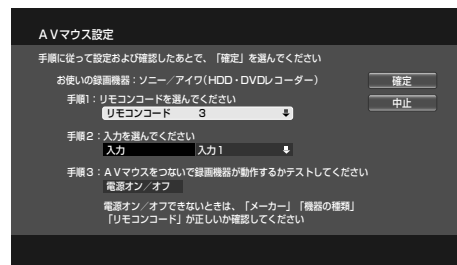 AVマウス設定
手順に従って設定および確認したあとで、「確定」を選んでください
お使いの録画機器：ソニー／アイワ(HDD・DVDレコーダー)
確定
手順1：リモコンコードを選んでください
中止
リモコンコード 3
手順2：入力を選んでください
入力 入力1
手順3：AVマウスをつないで録画機器が動作するかテストしてください
電源オン／オフ
電源オン／オフできないときは、「メーカー」「機器の種類」
「リモコンコード」が正しいか確認してください